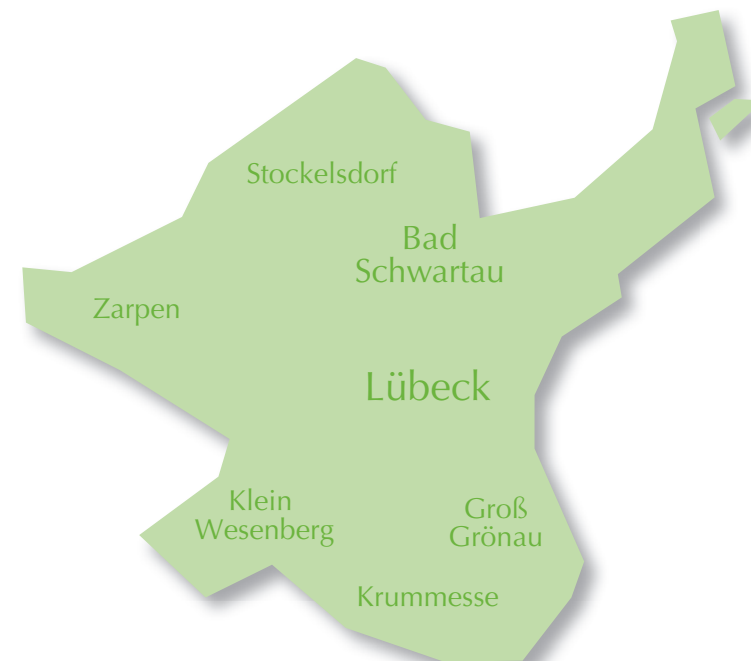 Stockelsdorf
Bad
Schwartau
Zarpen
Lübeck
Klein
Wesenberg
Groß
Grönau
Krummesse